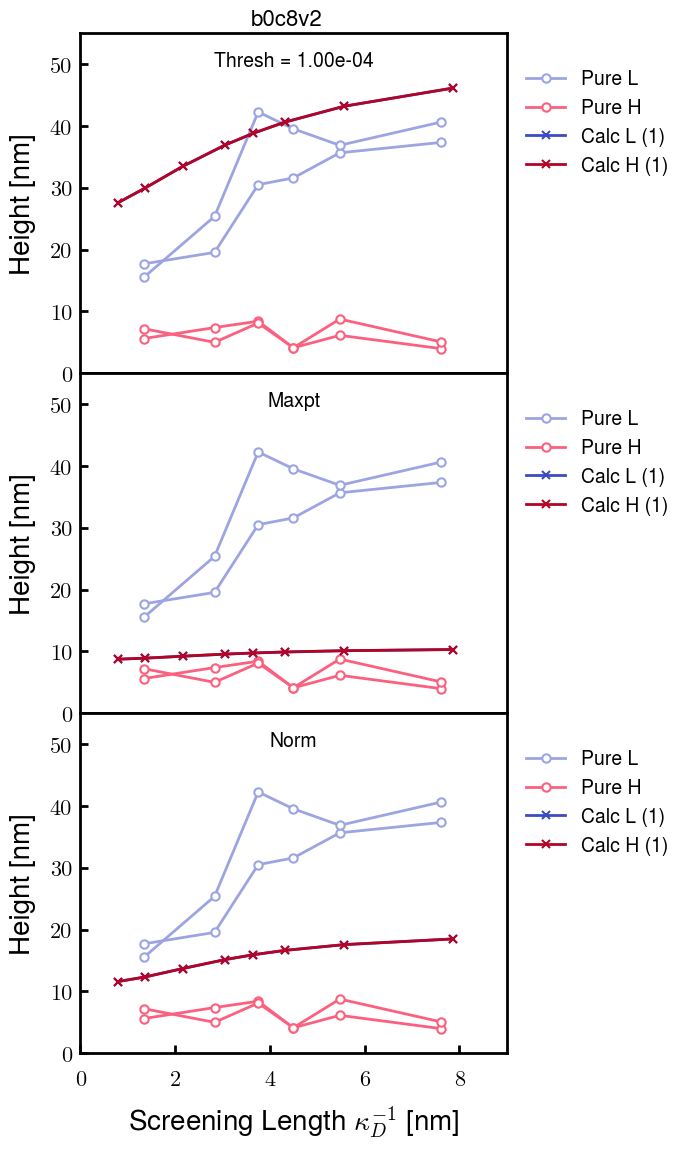 b0c8v2
Thresh = 1.00e-04
50
40
30
20
10
0
Height [nm]
Pure L
Pure H
Calc L (1)
Calc H (1)
Maxpt
50
40
30
20
10
0
Height [nm]
Pure L
Pure H
Calc L (1)
Calc H (1)
Norm
50
40
30
20
10
0
Height [nm]
Pure L
Pure H
Calc L (1)
Calc H (1)
0 2 4 6 8
Screening Length κ_D^{-1} [nm]